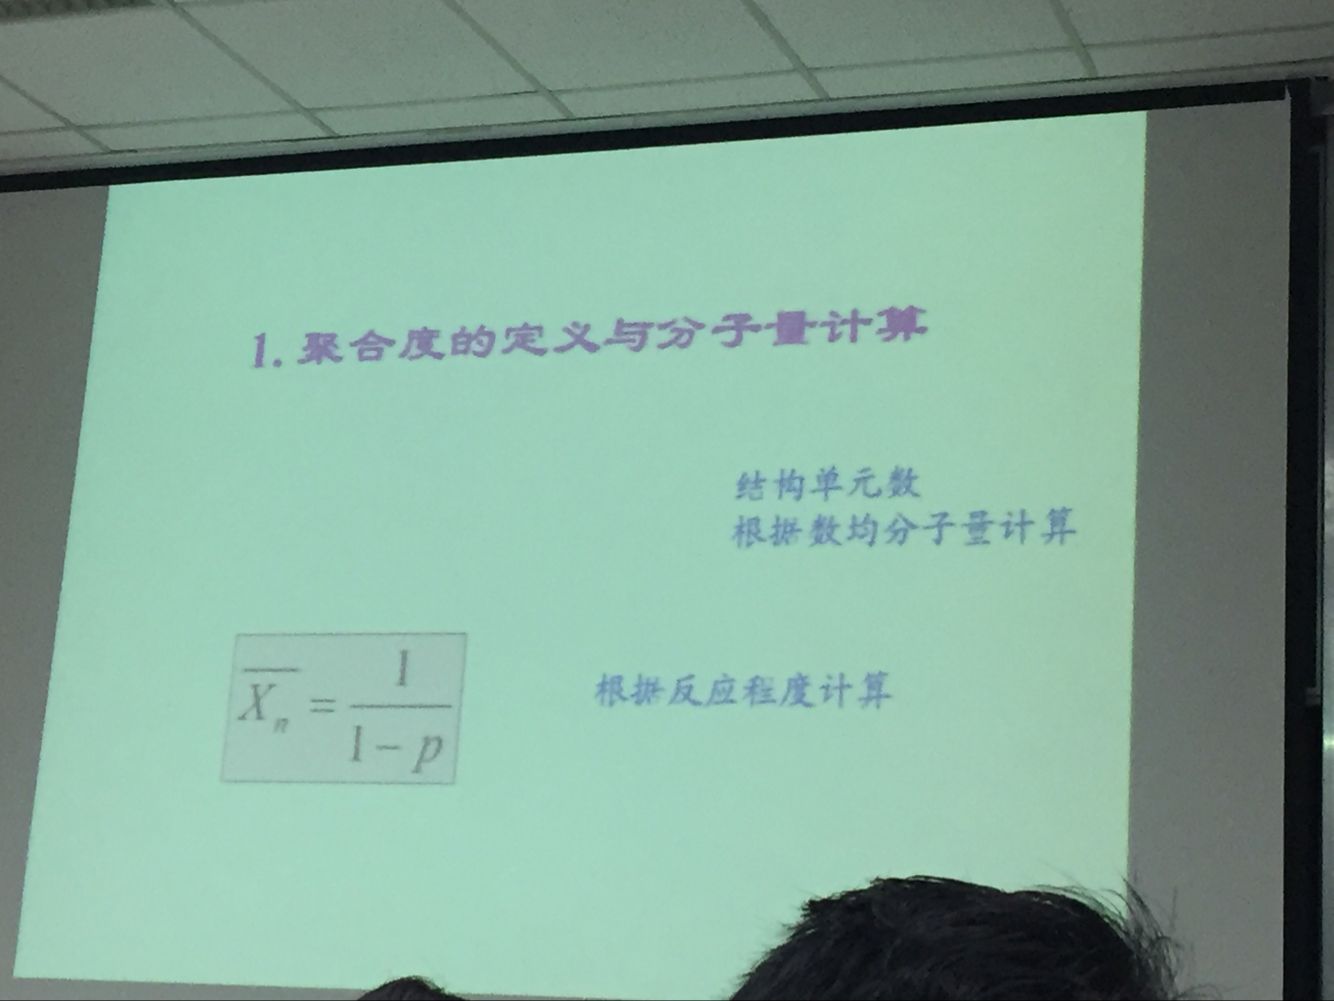 1. 聚合度的定义与分子量计算
结构单元数
根据数均分子量计算
$\overline{X_n} = \frac{1}{1-p}$ 根据反应程度计算